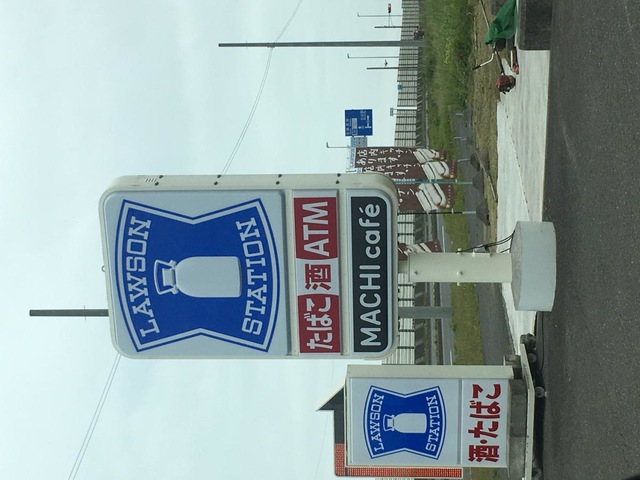 LAWSON
STATION
たばこ 酒 ATM
MACHI café
LAWSON
STATION
酒・たばこ